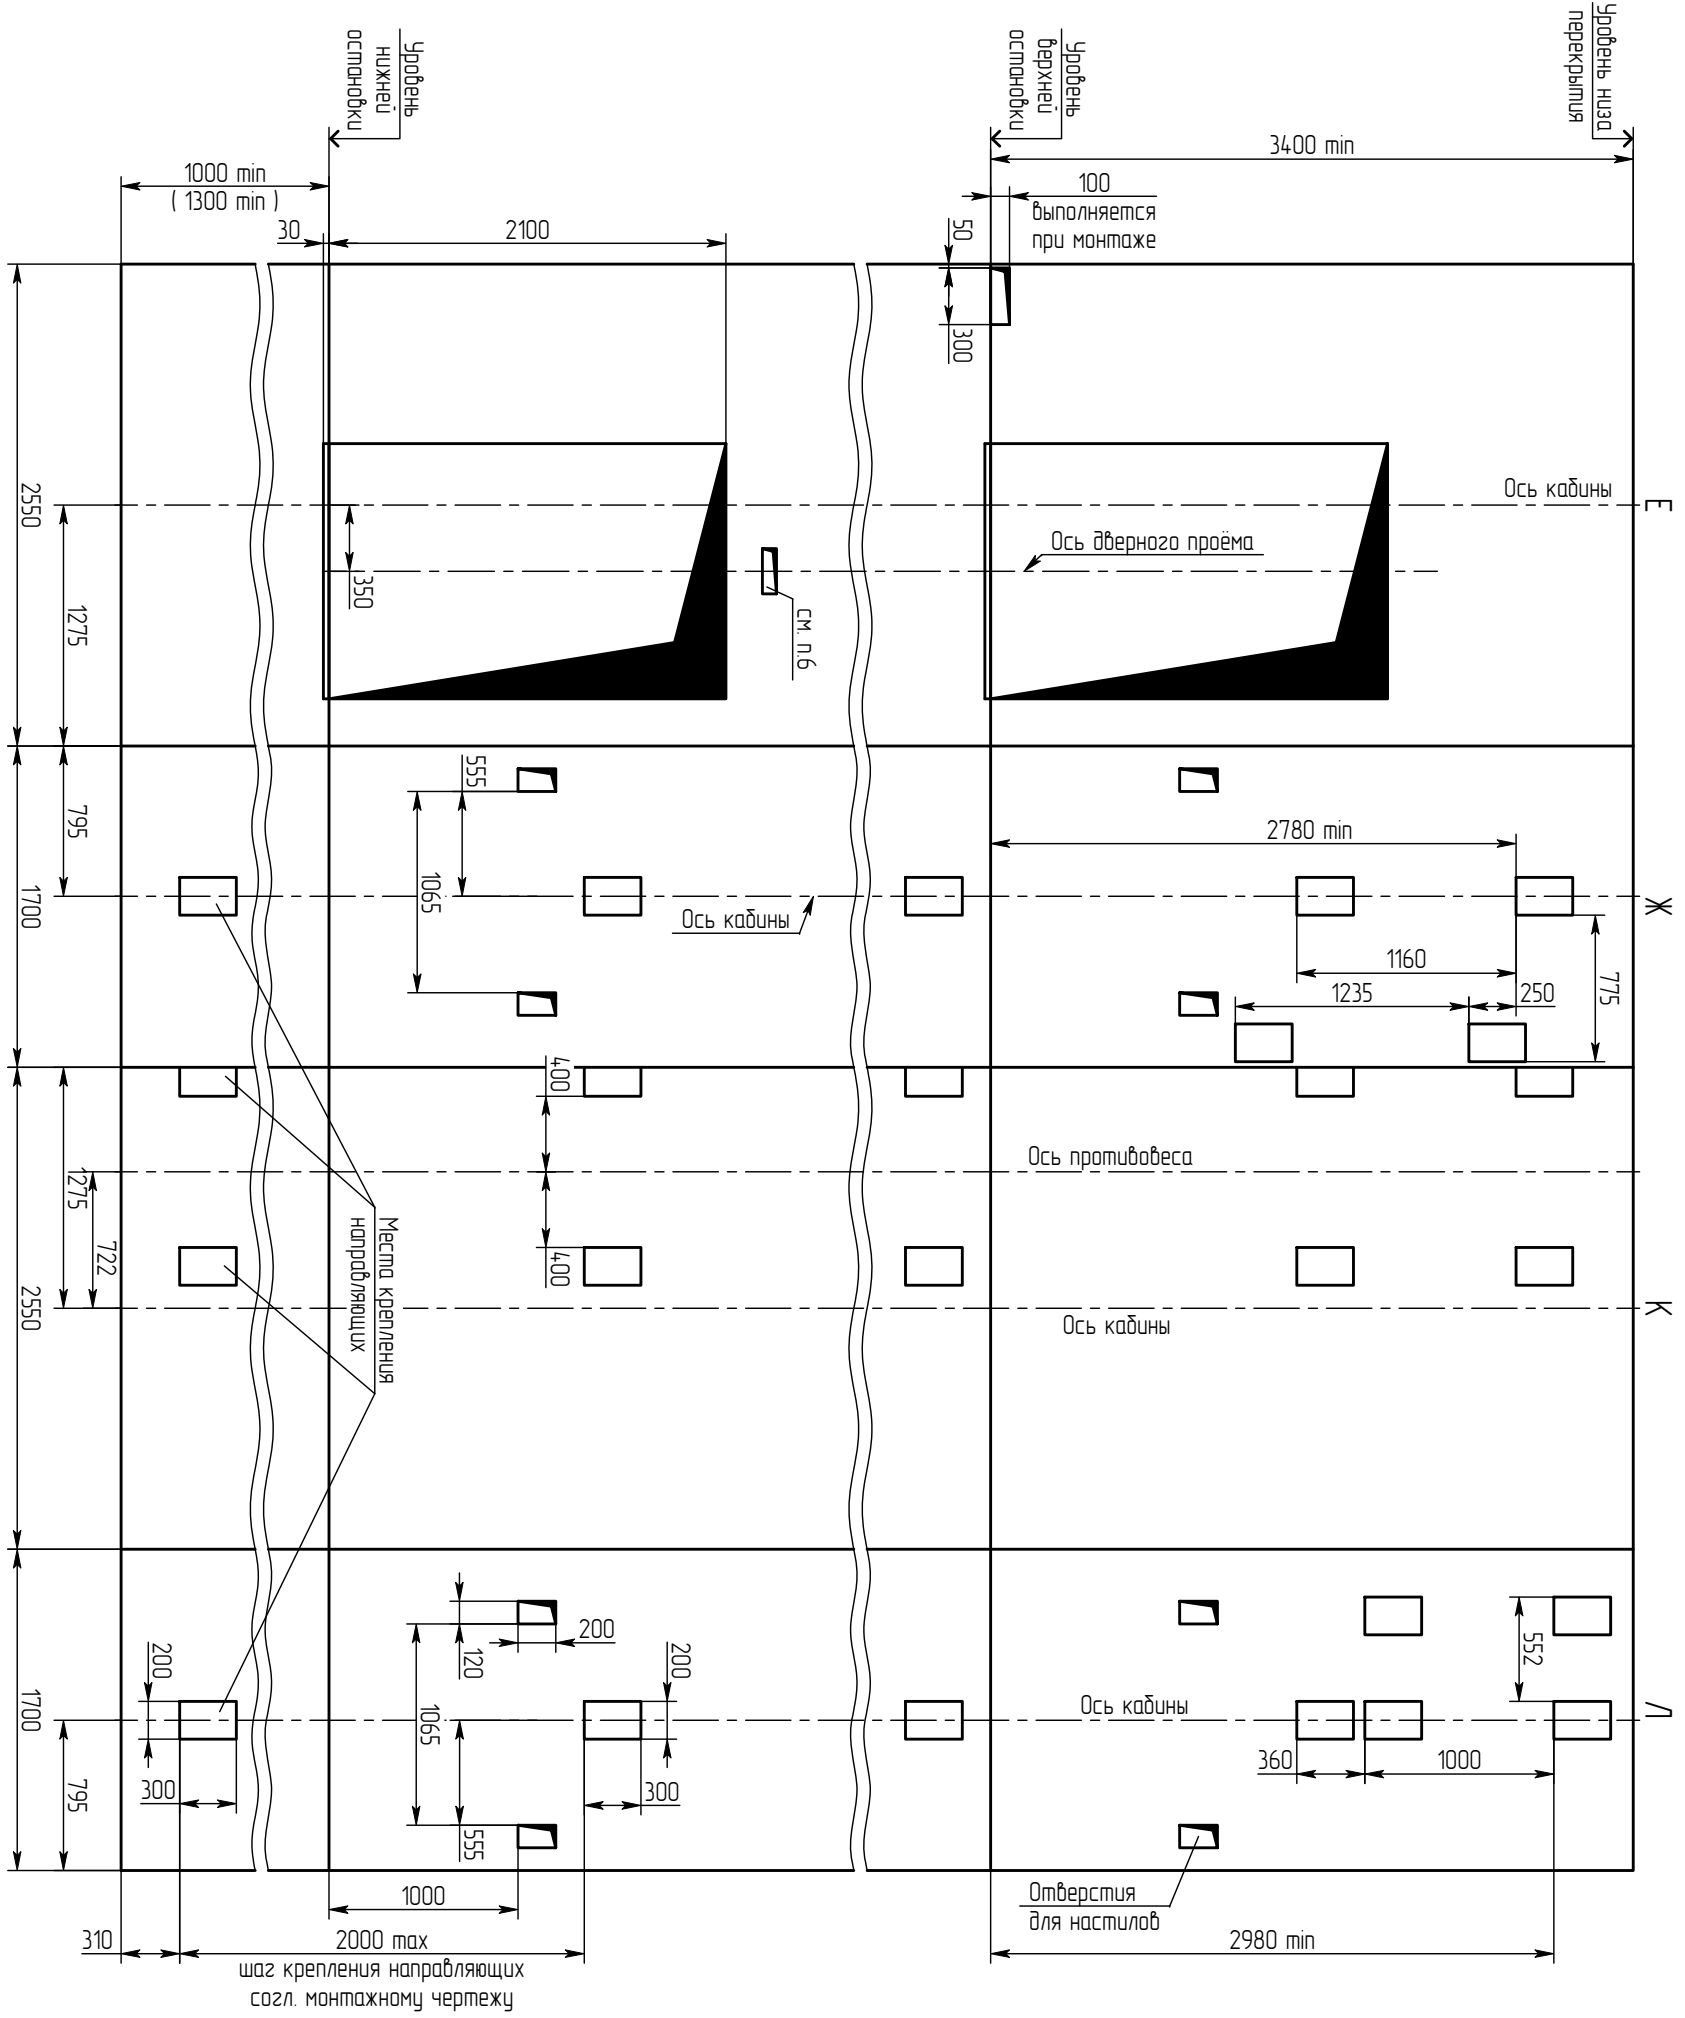 Уровень низа
перекрытия
Уровень
верхней
остановки
Уровень
нижней
остановки
3400 min
1000 min
( 1300 min )
100
выполняется
при монтаже
30
2100
50
300
Е
Ось кабины
Ось дверного проёма
350
см. п.6
2550
1275
Ж
555
1065
795
1700
Ось кабины
2780 min
1160
1235
250
775
400
400
Ось противовеса
К
Ось кабины
1275
722
2550
Места крепления
направляющих
Л
552
Ось кабины
360
1000
200
120
1065
555
200
300
200
300
1700
795
Отверстия
для настилов
1000
310
2000 max
шаг крепления направляющих
согл. монтажному чертежу
2980 min